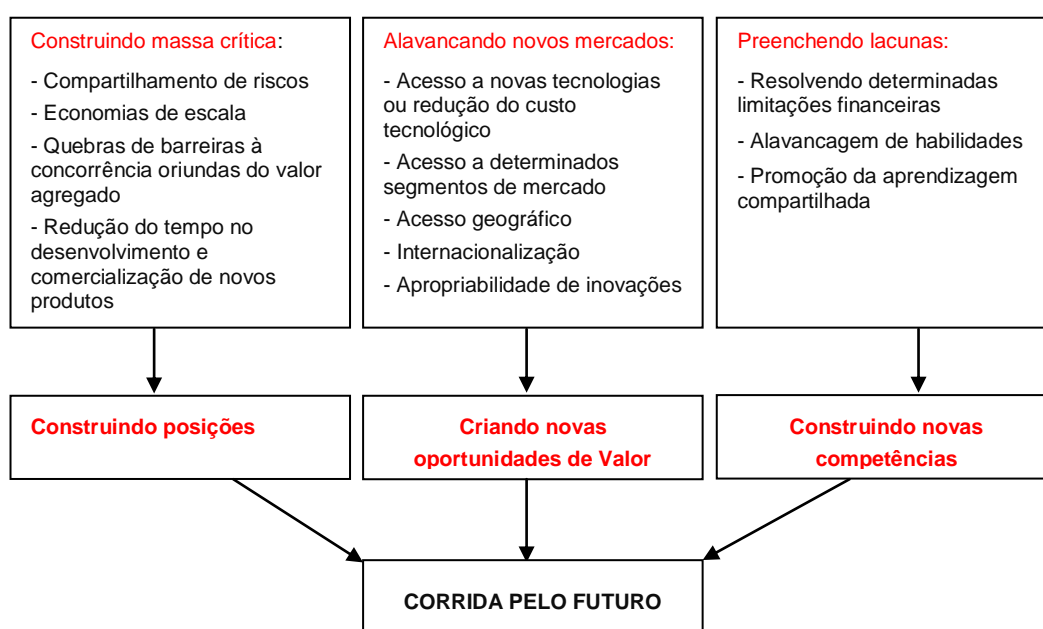 Construindo massa crítica:
- Compartilhamento de riscos
- Economias de escala
- Quebras de barreiras à
concorrência oriundas do valor
agregado
- Redução do tempo no
desenvolvimento e
comercialização de novos
produtos
Alavancando novos mercados:
- Acesso a novas tecnologias
ou redução do custo
tecnológico
- Acesso a determinados
segmentos de mercado
- Acesso geográfico
- Internacionalização
- Apropriabilidade de inovações
Preenchendo lacunas:
- Resolvendo determinadas
limitações financeiras
- Alavancagem de habilidades
- Promoção da aprendizagem
compartilhada
Construindo posições
Criando novas
oportunidades de Valor
Construindo novas
competências
CORRIDA PELO FUTURO